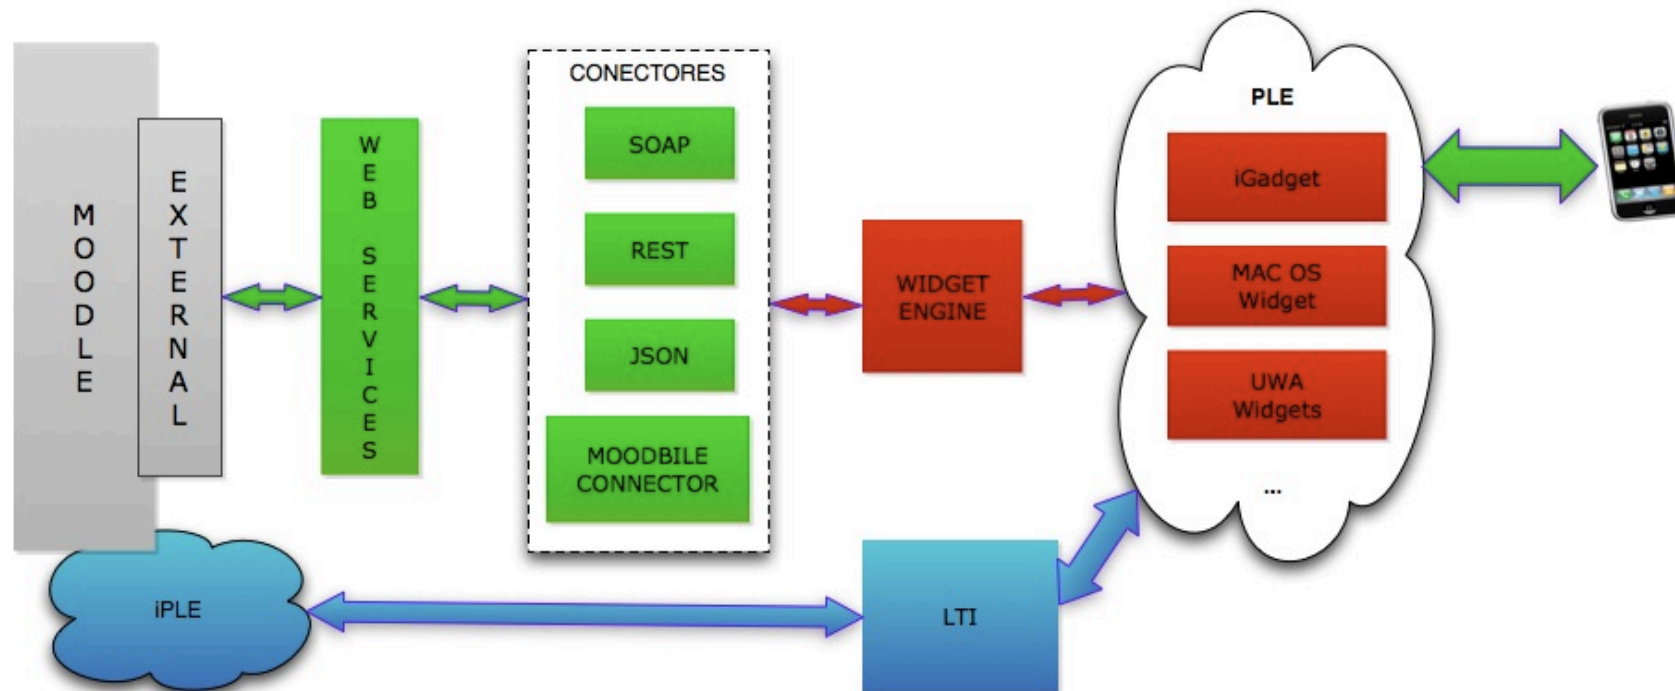 MOODLE
EXTERNAL
WEB SERVICES
CONECTORES
SOAP
REST
JSON
MOODBILE
CONNECTOR
WIDGET
ENGINE
PLE
iGadget
MAC OS
Widget
UWA
Widgets
...
iPLE
LTI